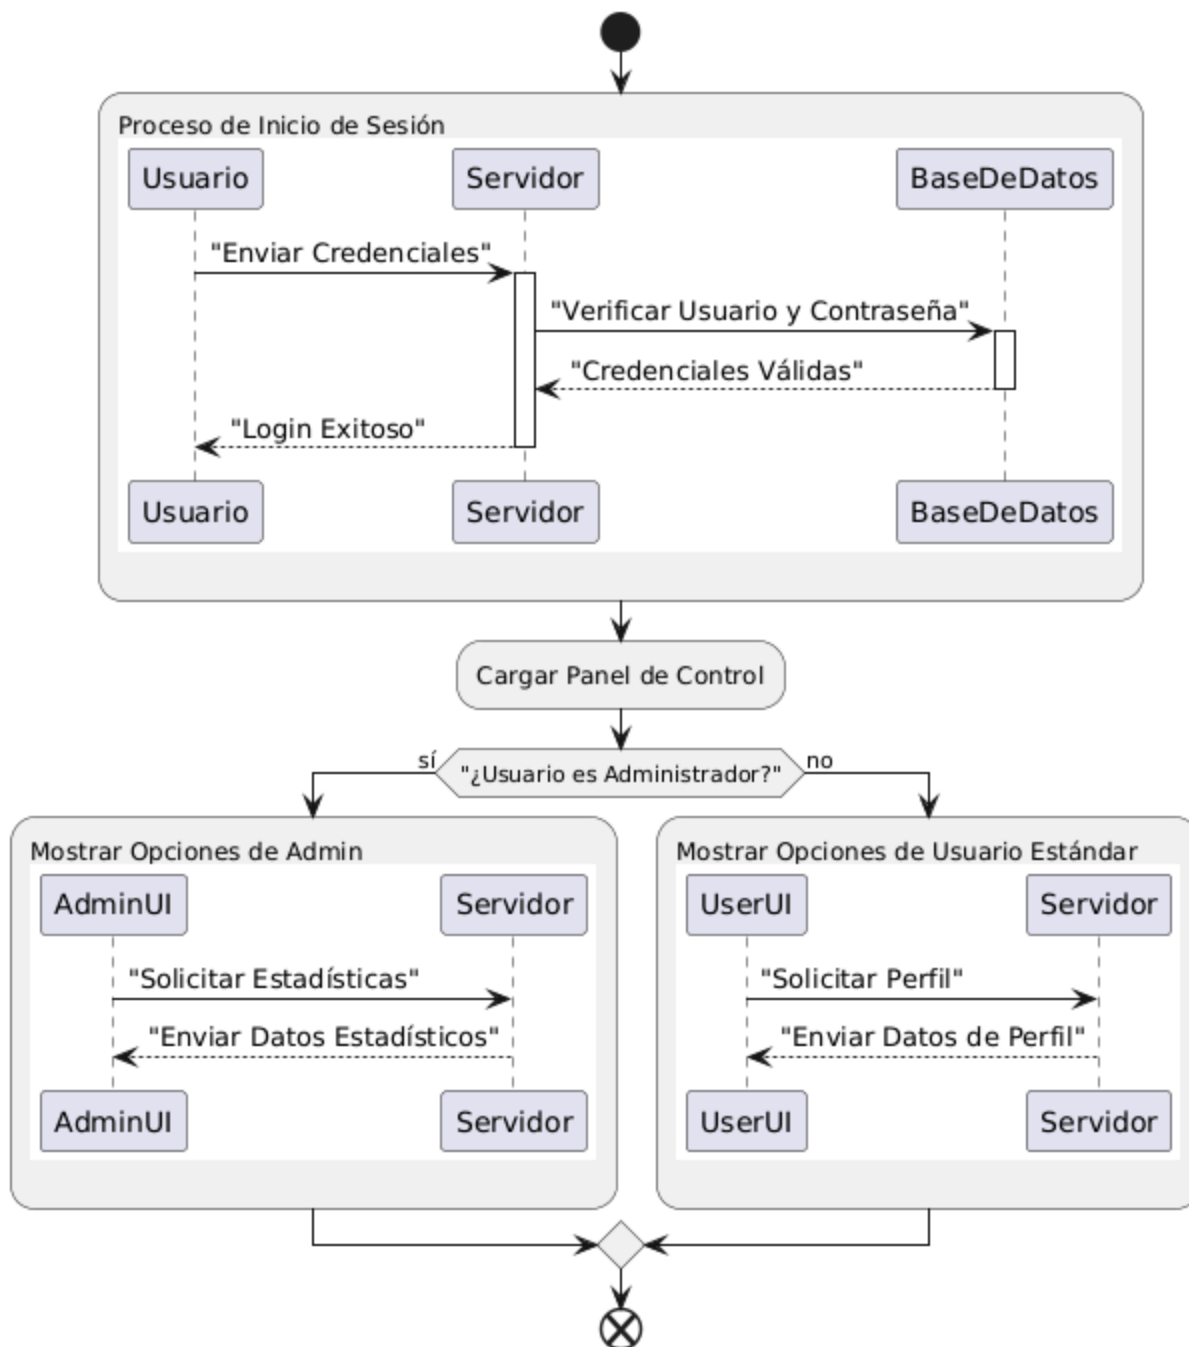 Proceso de Inicio de Sesión
Usuario
Servidor
BaseDeDatos
"Enviar Credenciales"
"Verificar Usuario y Contraseña"
"Credenciales Válidas"
"Login Exitoso"
Usuario
Servidor
BaseDeDatos
Cargar Panel de Control
sí
"¿Usuario es Administrador?"
no
Mostrar Opciones de Admin
AdminUI
Servidor
"Solicitar Estadísticas"
"Enviar Datos Estadísticos"
AdminUI
Servidor
Mostrar Opciones de Usuario Estándar
UserUI
Servidor
"Solicitar Perfil"
"Enviar Datos de Perfil"
UserUI
Servidor